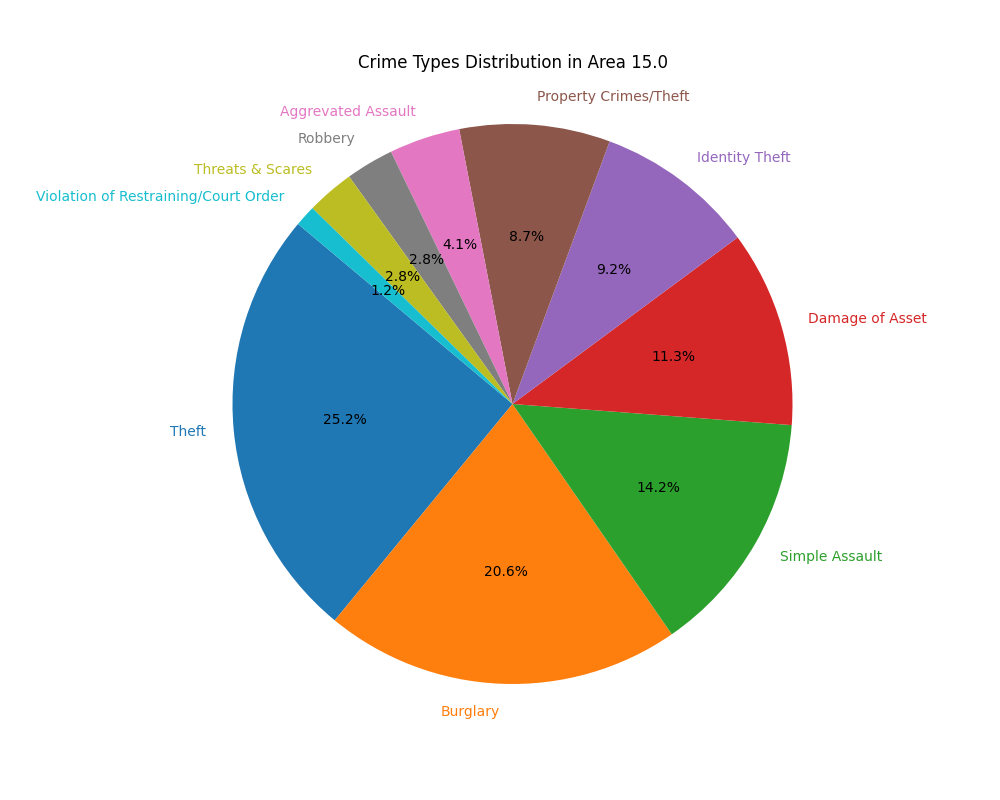 Crime Types Distribution in Area 15.0
Property Crimes/Theft
Aggrevated Assault
Robbery
Identity Theft
Threats & Scares
Violation of Restraining/Court Order
8.7%
4.1%
2.8%
9.2%
2.8%
1.2%
Damage of Asset
11.3%
25.2%
Theft
14.2%
Simple Assault
20.6%
Burglary